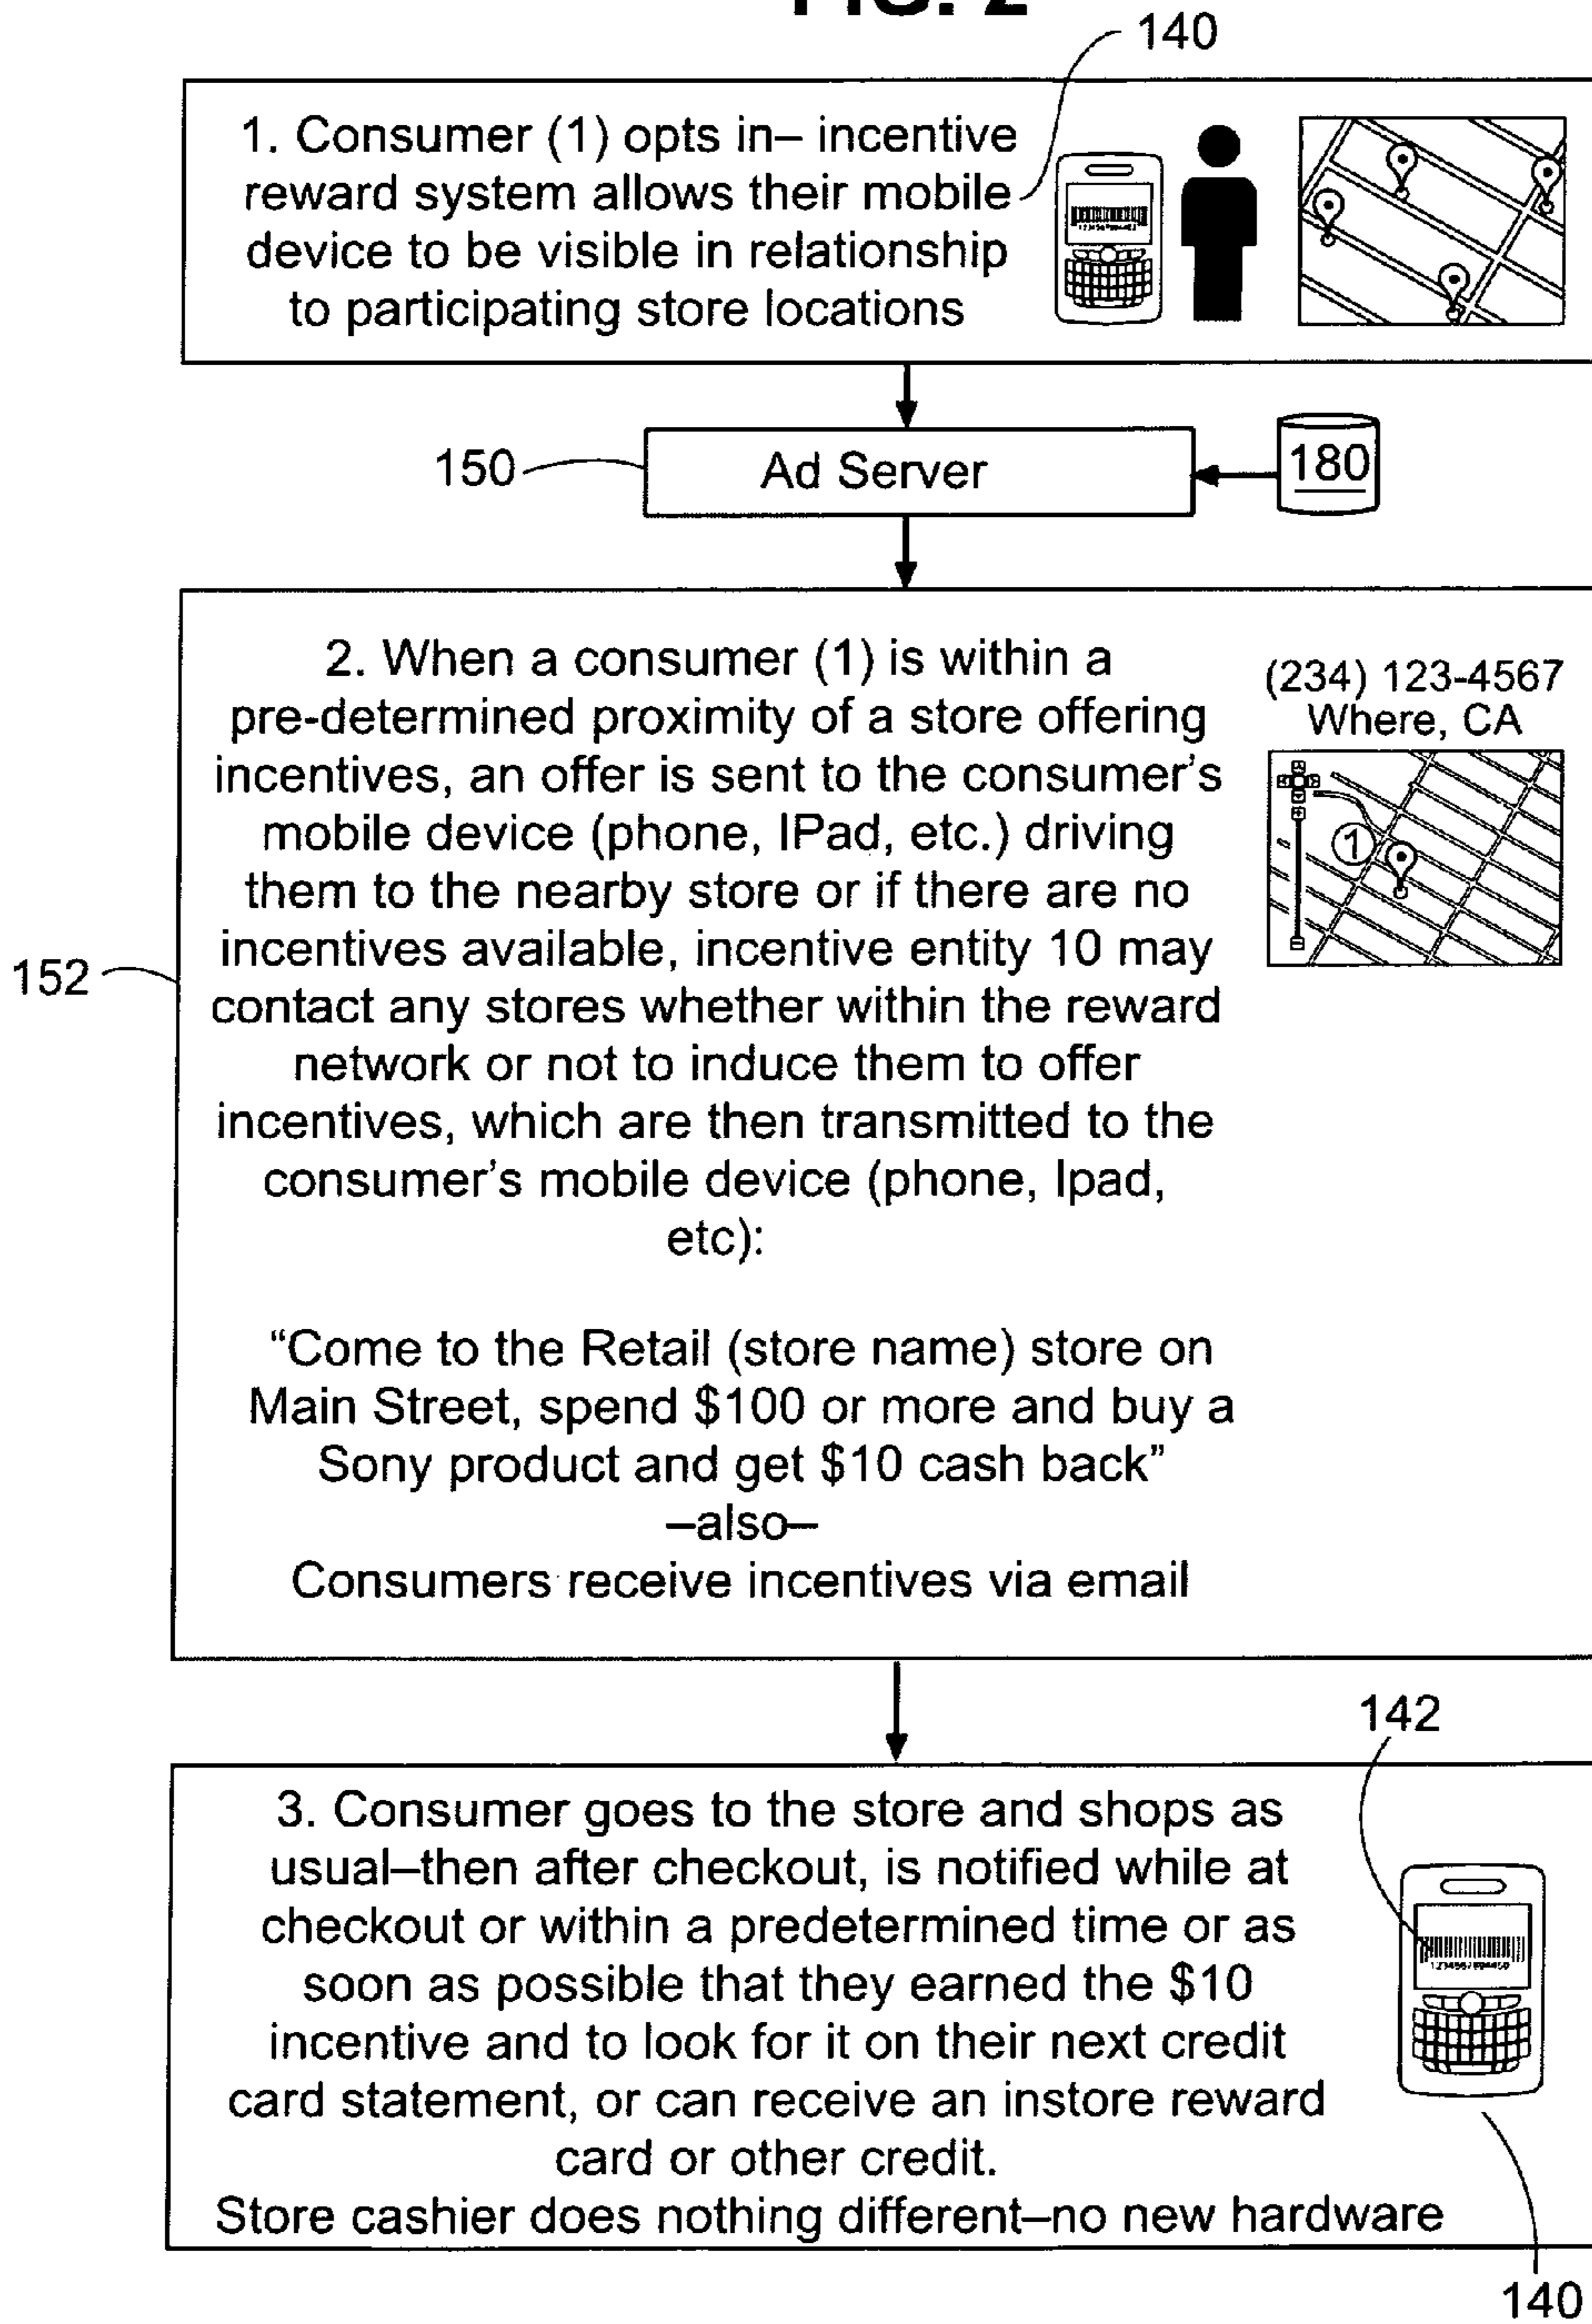 FIG. 2
140
1. Consumer (1) opts in– incentive
reward system allows their mobile
device to be visible in relationship
to participating store locations
150
Ad Server
180
2. When a consumer (1) is within a
pre-determined proximity of a store offering
incentives, an offer is sent to the consumer's
mobile device (phone, IPad, etc.) driving
them to the nearby store or if there are no
incentives available, incentive entity 10 may
contact any stores whether within the reward
network or not to induce them to offer
incentives, which are then transmitted to the
consumer's mobile device (phone, Ipad,
etc):
(234) 123-4567
Where, CA
1
152
“Come to the Retail (store name) store on
Main Street, spend $100 or more and buy a
Sony product and get $10 cash back”
–also–
Consumers receive incentives via email
142
3. Consumer goes to the store and shops as
usual–then after checkout, is notified while at
checkout or within a predetermined time or as
soon as possible that they earned the $10
incentive and to look for it on their next credit
card statement, or can receive an instore reward
card or other credit.
Store cashier does nothing different–no new hardware
140